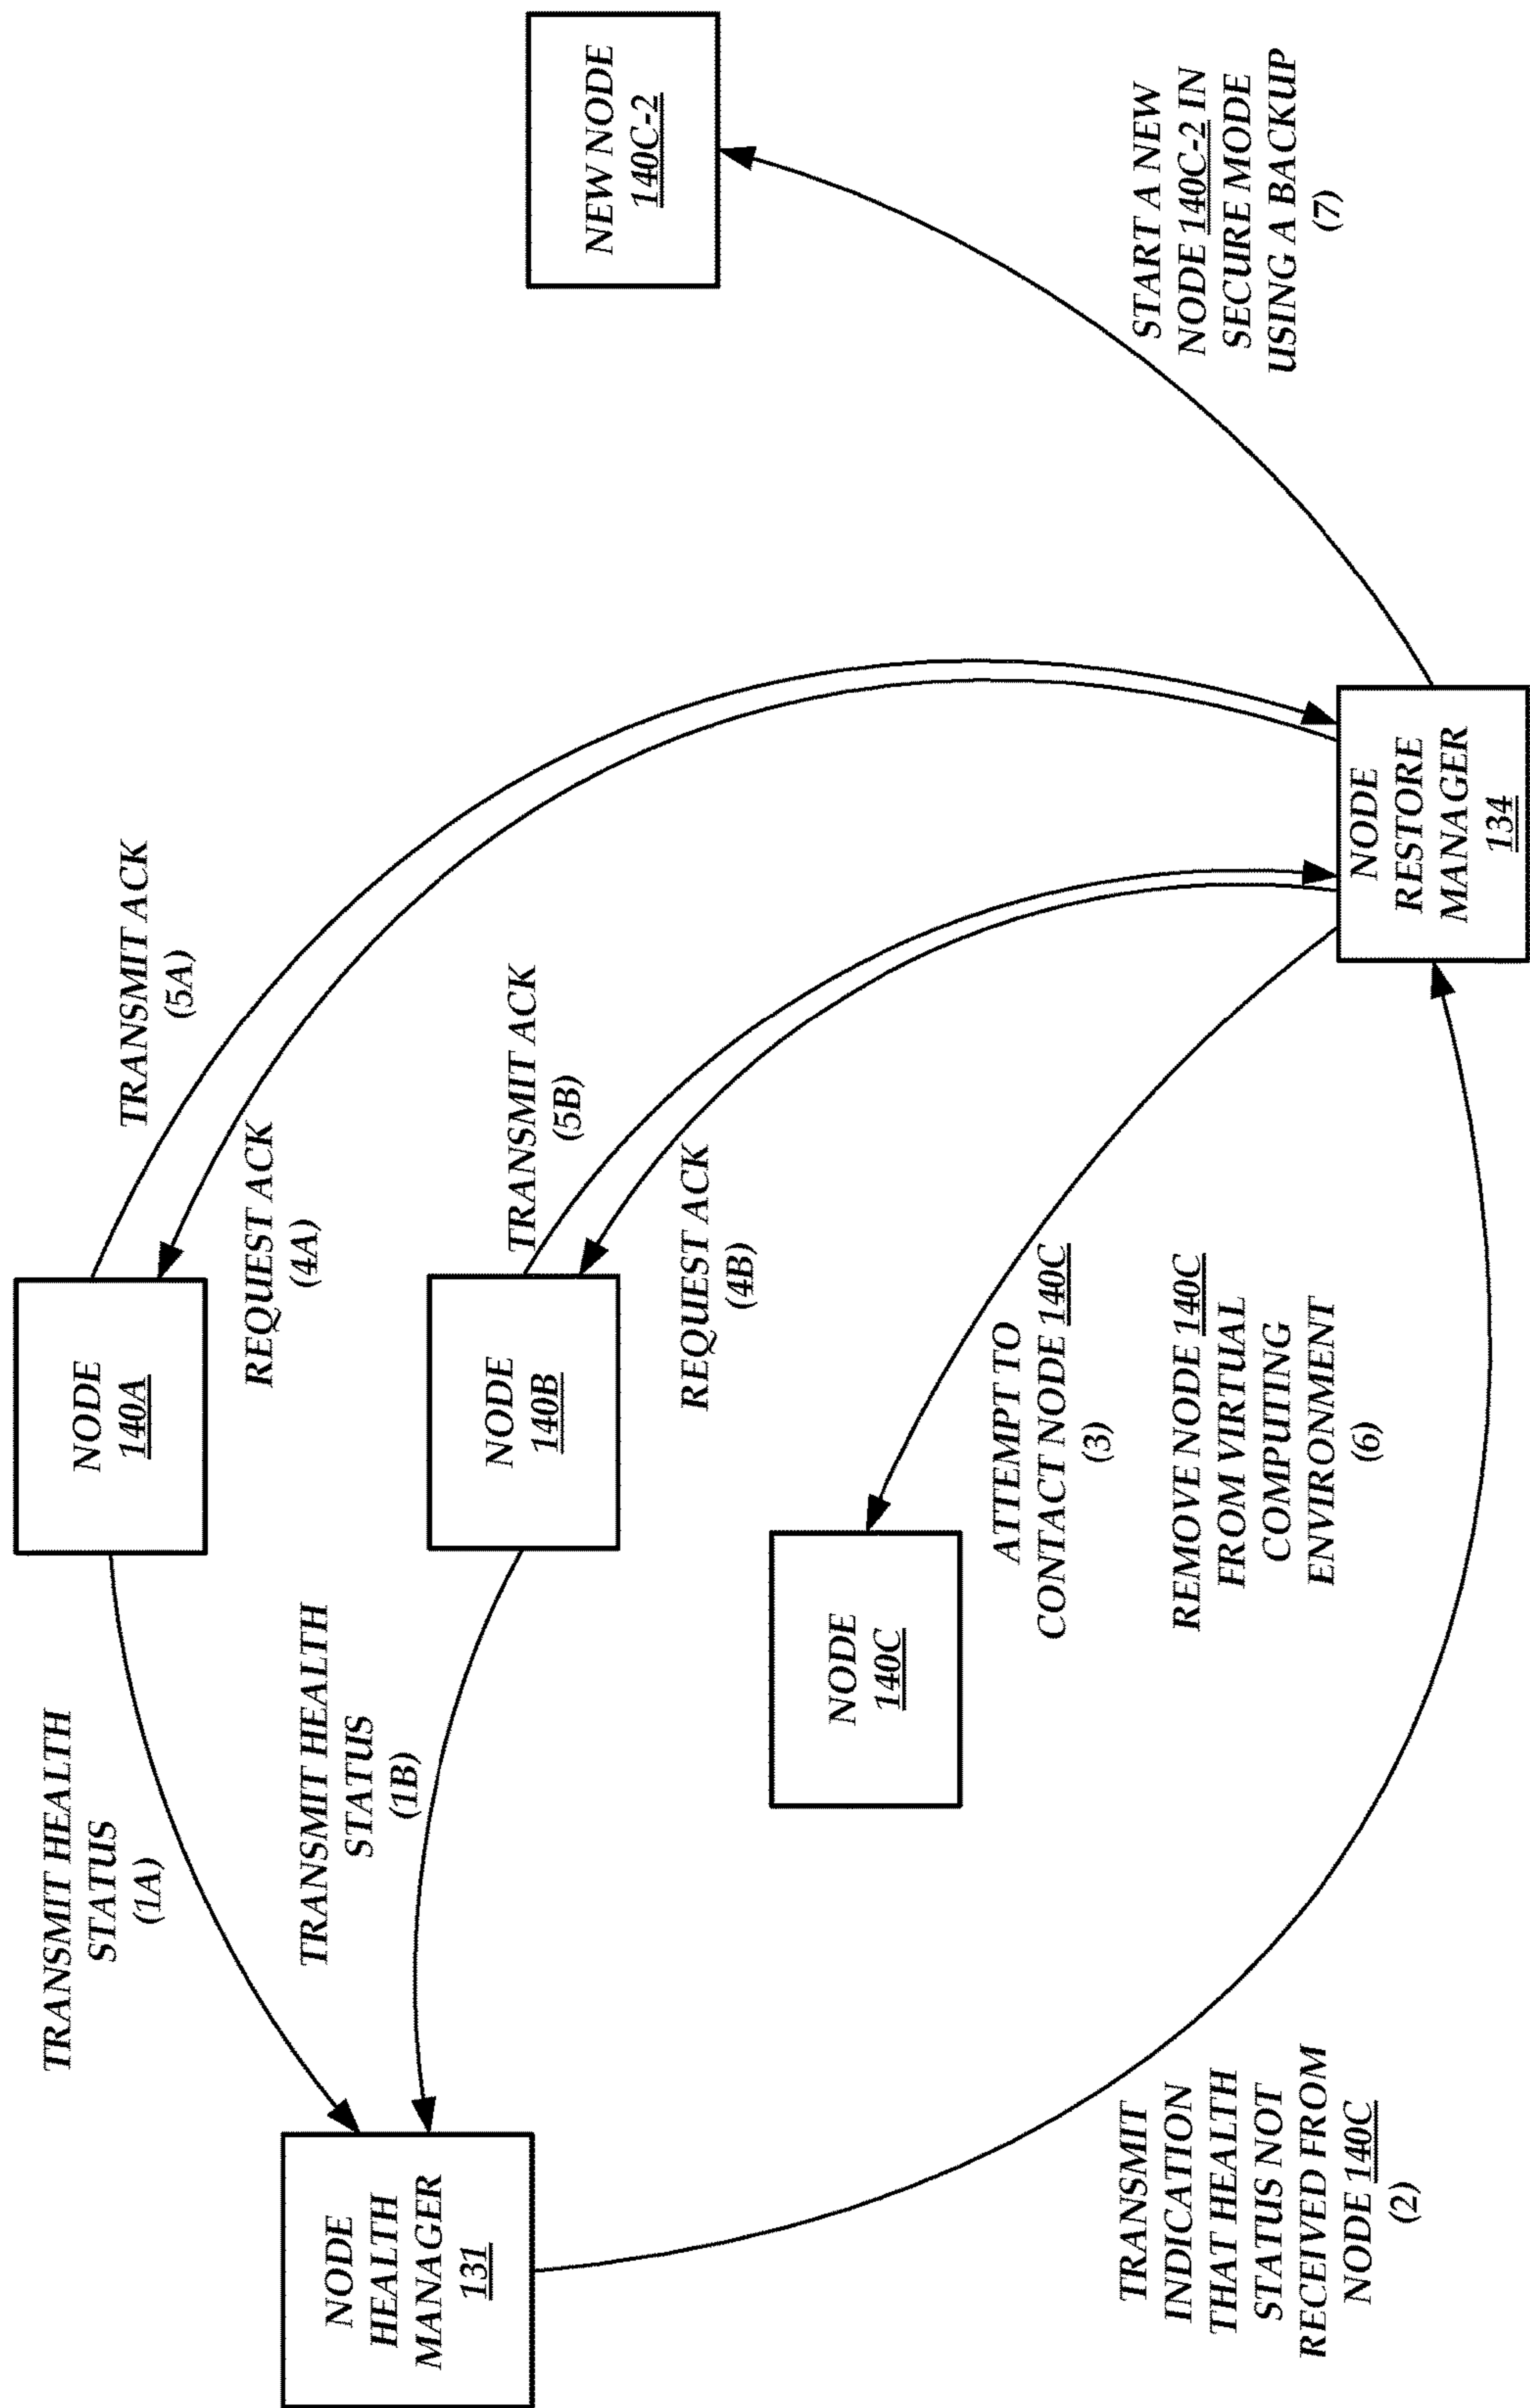 TRANSMIT HEALTH
STATUS
(1A)
NODE
140A
TRANSMIT ACK
(5A)
REQUEST ACK
(4A)
NODE
HEALTH
MANAGER
131
TRANSMIT HEALTH
STATUS
(1B)
NODE
140B
TRANSMIT ACK
(5B)
REQUEST ACK
(4B)
NEW NODE
140C-2
NODE
140C
ATTEMPT TO
CONTACT NODE 140C
(3)
REMOVE NODE 140C
FROM VIRTUAL
COMPUTING
ENVIRONMENT
(6)
TRANSMIT
INDICATION
THAT HEALTH
STATUS NOT
RECEIVED FROM
NODE 140C
(2)
NODE
RESTORE
MANAGER
134
START A NEW
NODE 140C-2 IN
SECURE MODE
USING A BACKUP
(7)